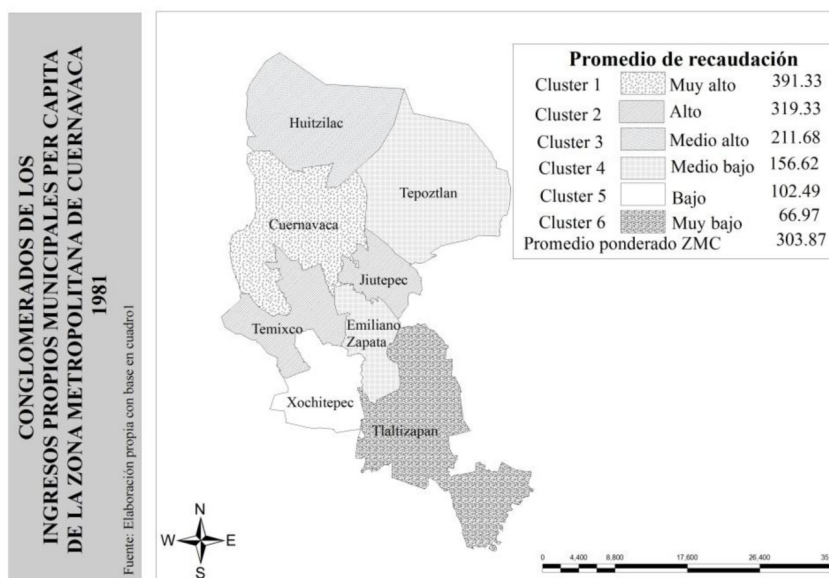 CONGLOMERADOS DE LOS
INGRESOS PROPIOS MUNICIPALES PER CAPITA
DE LA ZONA METROPOLITANA DE CUERNAVACA
1981
Fuente: Elaboración propia con base en cuadro1
Promedio de recaudación
Cluster 1 Muy alto 391.33
Cluster 2 Alto 319.33
Cluster 3 Medio alto 211.68
Cluster 4 Medio bajo 156.62
Cluster 5 Bajo 102.49
Cluster 6 Muy bajo 66.97
Promedio ponderado ZMC 303.87
Huitzilac
Tepoztlan
Cuernavaca
Jiutepec
Temixco
Emiliano
Zapata
Xochitepec
Tlaltizapan
N
W E
S
0 4,400 8,800 17,600 26,400